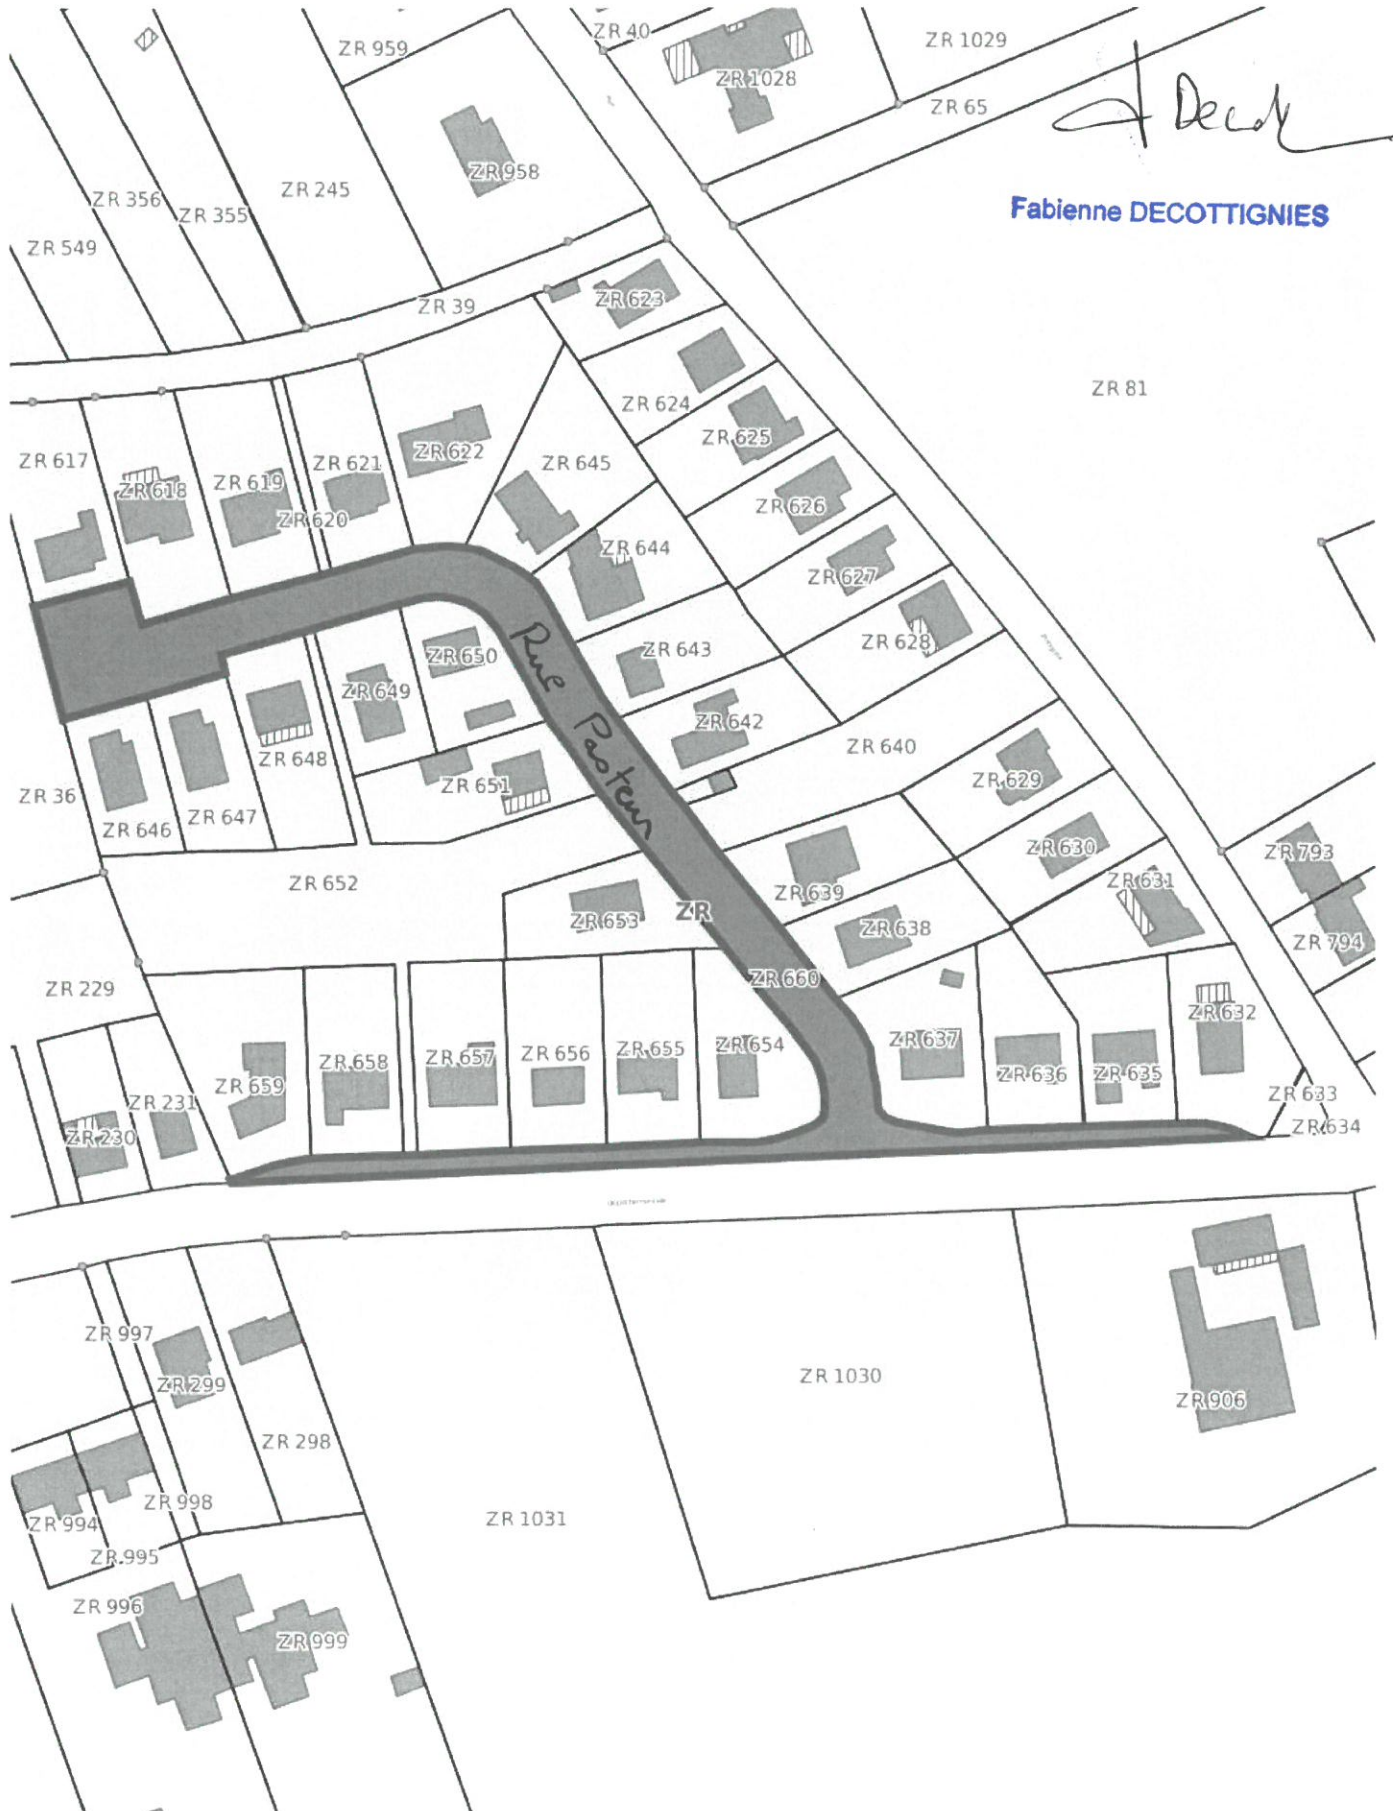 ZR 40
ZR 1029
ZR 959
ZR 1028
ZR 65
ZR 958
ZR 245
ZR 356
ZR 355
Fabienne DECOTTIGNIES
ZR 549
ZR 39
ZR 623
ZR 81
ZR 624
ZR 625
ZR 622
ZR 617
ZR 621
ZR 645
ZR 619
ZR 618
ZR 626
ZR 620
ZR 644
ZR 627
ZR 628
ZR 643
ZR 650
Rue Pasteur
ZR 649
ZR 642
ZR 640
ZR 648
ZR 629
ZR 651
ZR 36
ZR 647
ZR 646
ZR 630
ZR 793
ZR 631
ZR 652
ZR 639
ZR
ZR 653
ZR 638
ZR 794
ZR 660
ZR 229
ZR 632
ZR 637
ZR 654
ZR 655
ZR 656
ZR 657
ZR 658
ZR 636
ZR 635
ZR 659
ZR 633
ZR 231
ZR 634
ZR 230
ZR 997
ZR 1030
ZR 299
ZR 906
ZR 298
ZR 998
ZR 1031
ZR 994
ZR 995
ZR 996
ZR 999